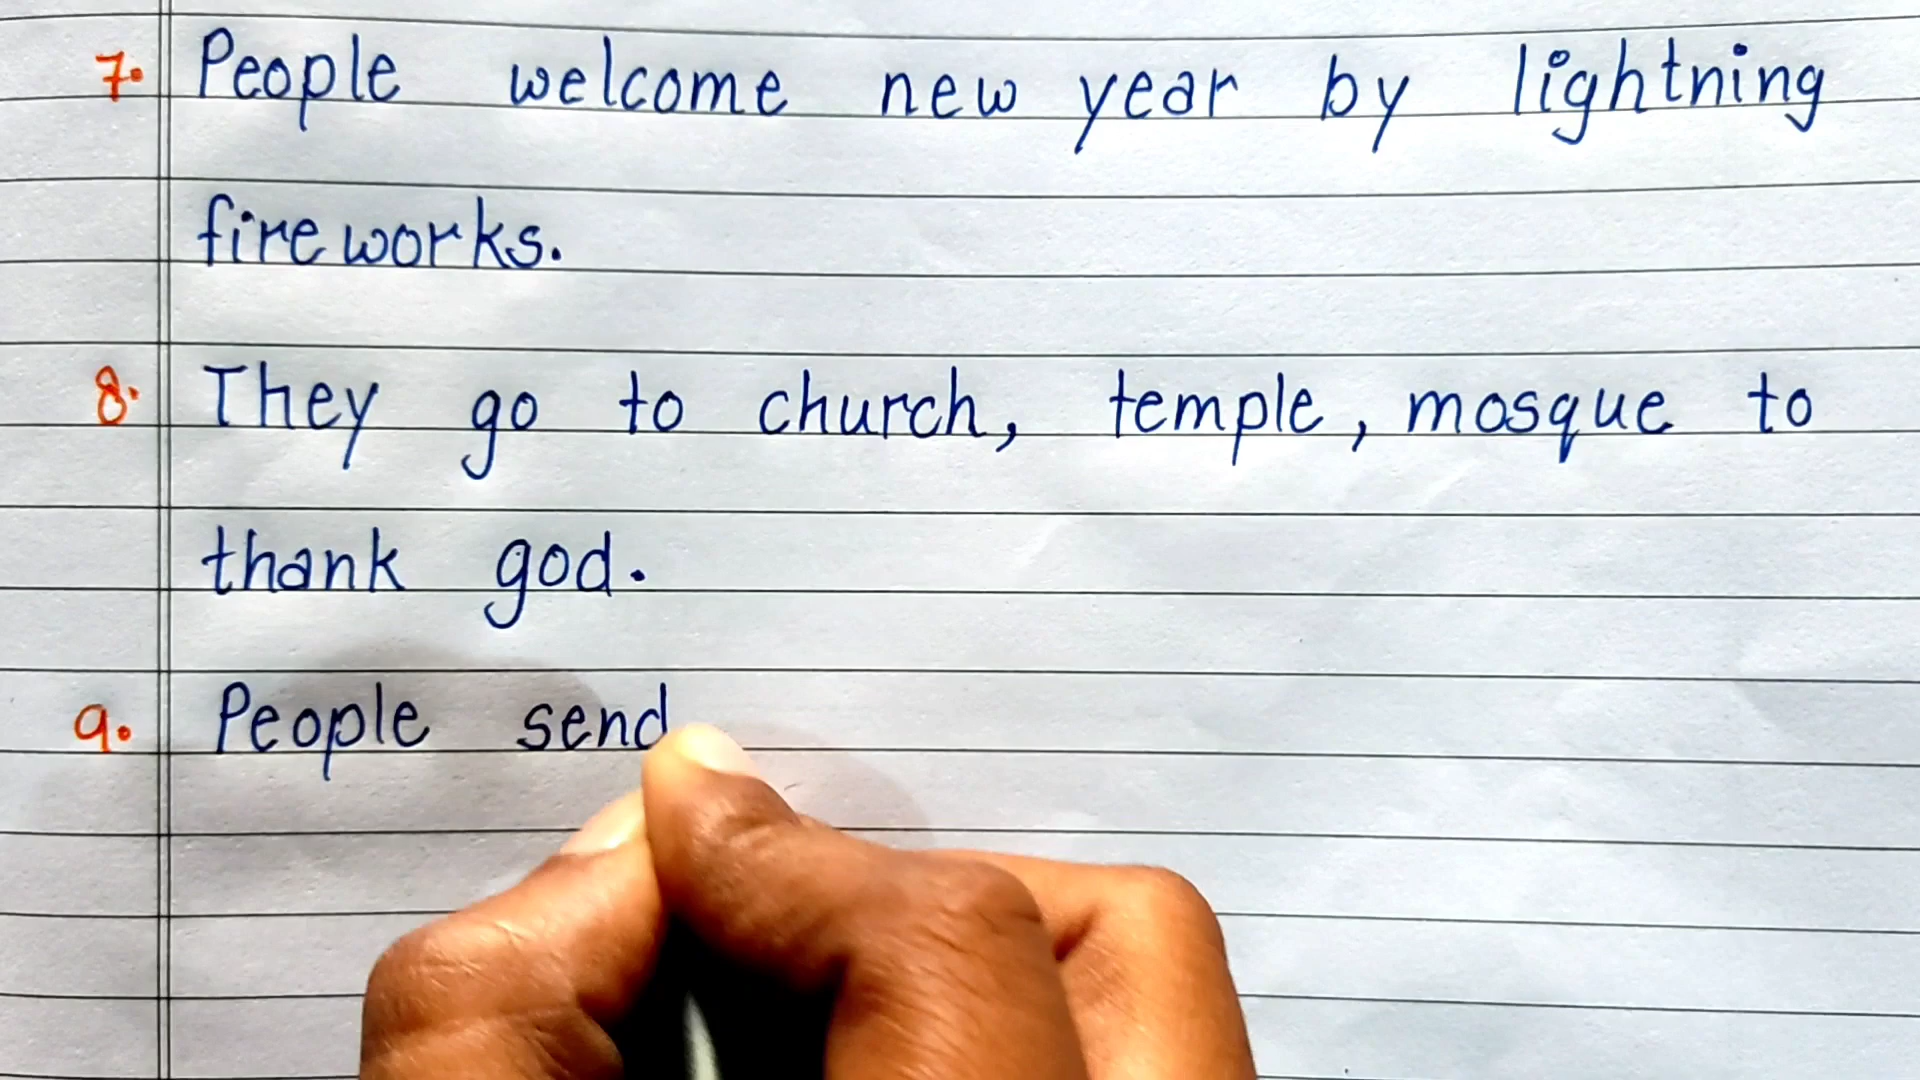 7. People welcome new year by lightning
fireworks.
8. They go to church, temple, mosque to
thank god.
9. People send